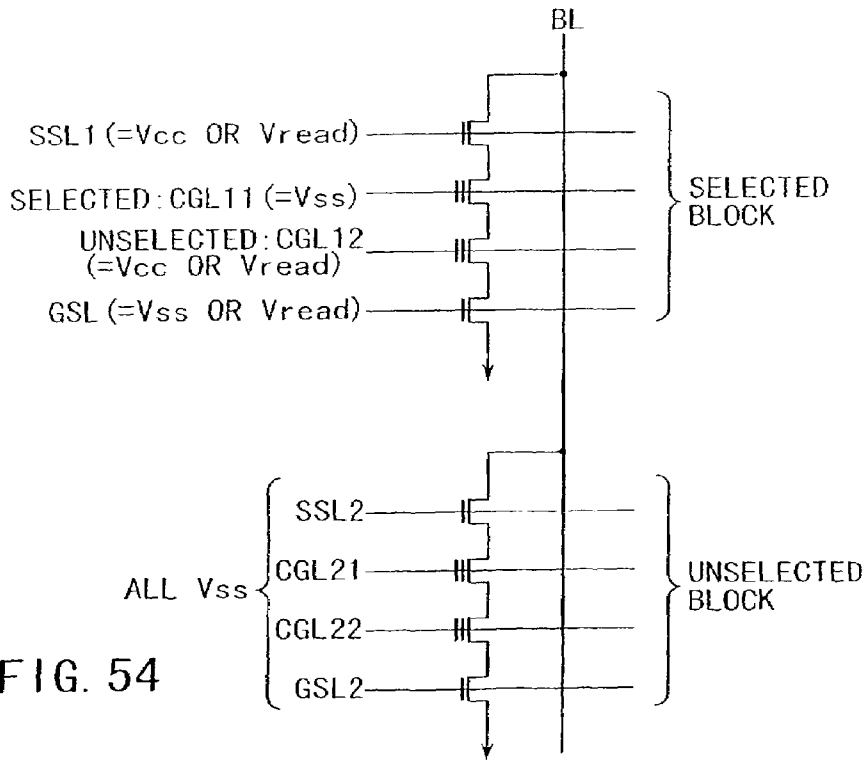 BL
SSL1(=Vcc OR Vread)
SELECTED:CGL11(=Vss)
UNSELECTED:CGL12
(=Vcc OR Vread)
GSL(=Vss OR Vread)
SELECTED
BLOCK
SSL2
CGL21
ALL Vss
CGL22
GSL2
UNSELECTED
BLOCK
FIG. 54